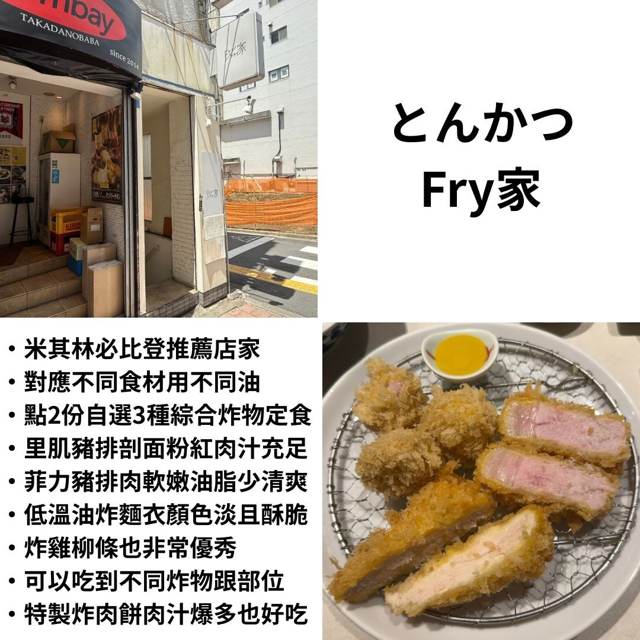 mbay
TAKADANOBABA
since 2014
とんかつ
Fry家
・米其林必比登推薦店家
・對應不同食材用不同油
・點2份自選3種綜合炸物定食
・里肌豬排剖面粉紅肉汁充足
・菲力豬排肉軟嫩油脂少清爽
・低溫油炸麵衣顏色淡且酥脆
・炸雞柳條也非常優秀
・可以吃到不同炸物跟部位
・特製炸肉餅肉汁爆多也好吃